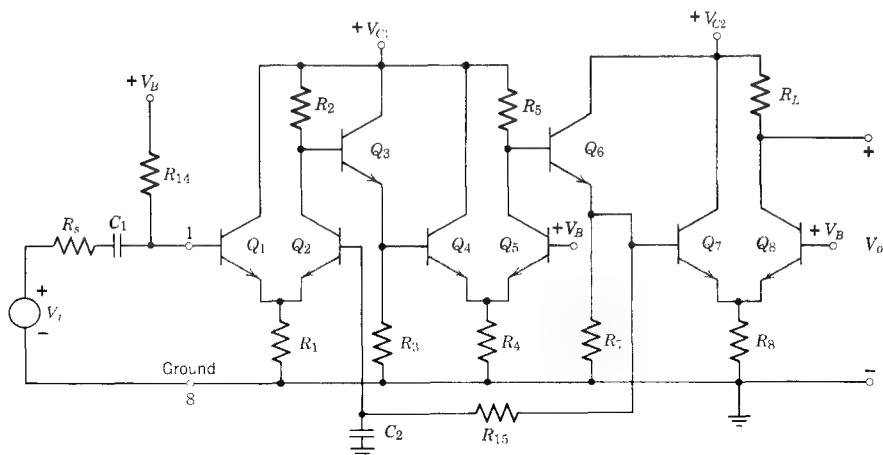 + V_C1
+ V_C2
+ V_B
R_2
R_5
R_L
Q_3
Q_6
+
R_14
R_s
C_1
1
Q_1
Q_2
Q_4
Q_5
+V_B
Q_7
Q_8
+V_B
V_o
+
V_i
−
R_1
R_3
R_4
R_7
R_8
Ground
8
−
C_2
R_15